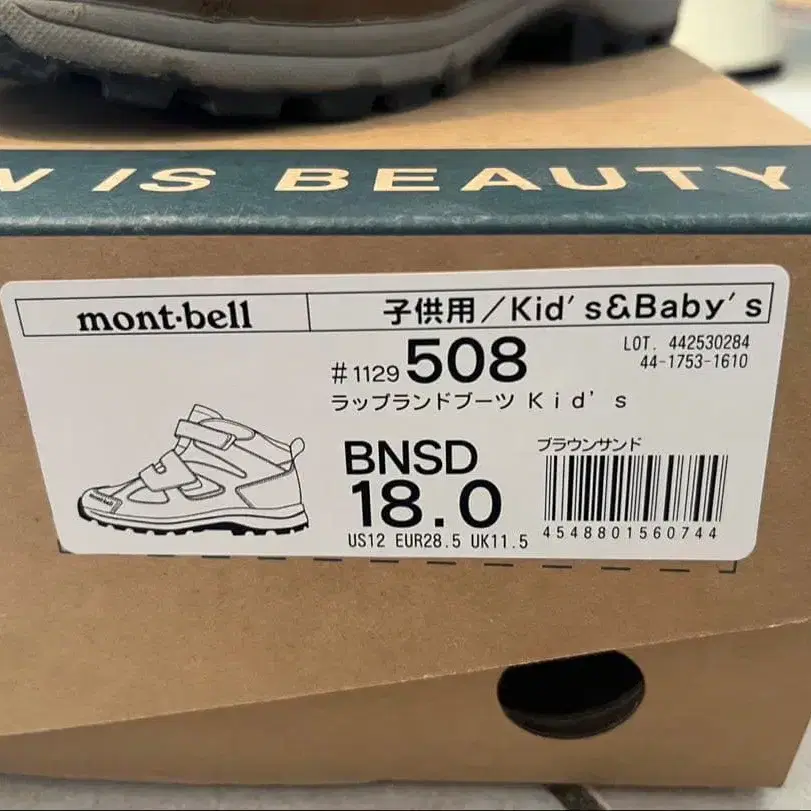 IS BEAUTY
mont·bell
子供用/Kid's&Baby's
#1129 508
LOT. 442530284
44-1753-1610
ラップランドブーツ Kid's
BNSD
ブラウンサンド
18.0
US12 EUR28.5 UK11.5
4548801560744